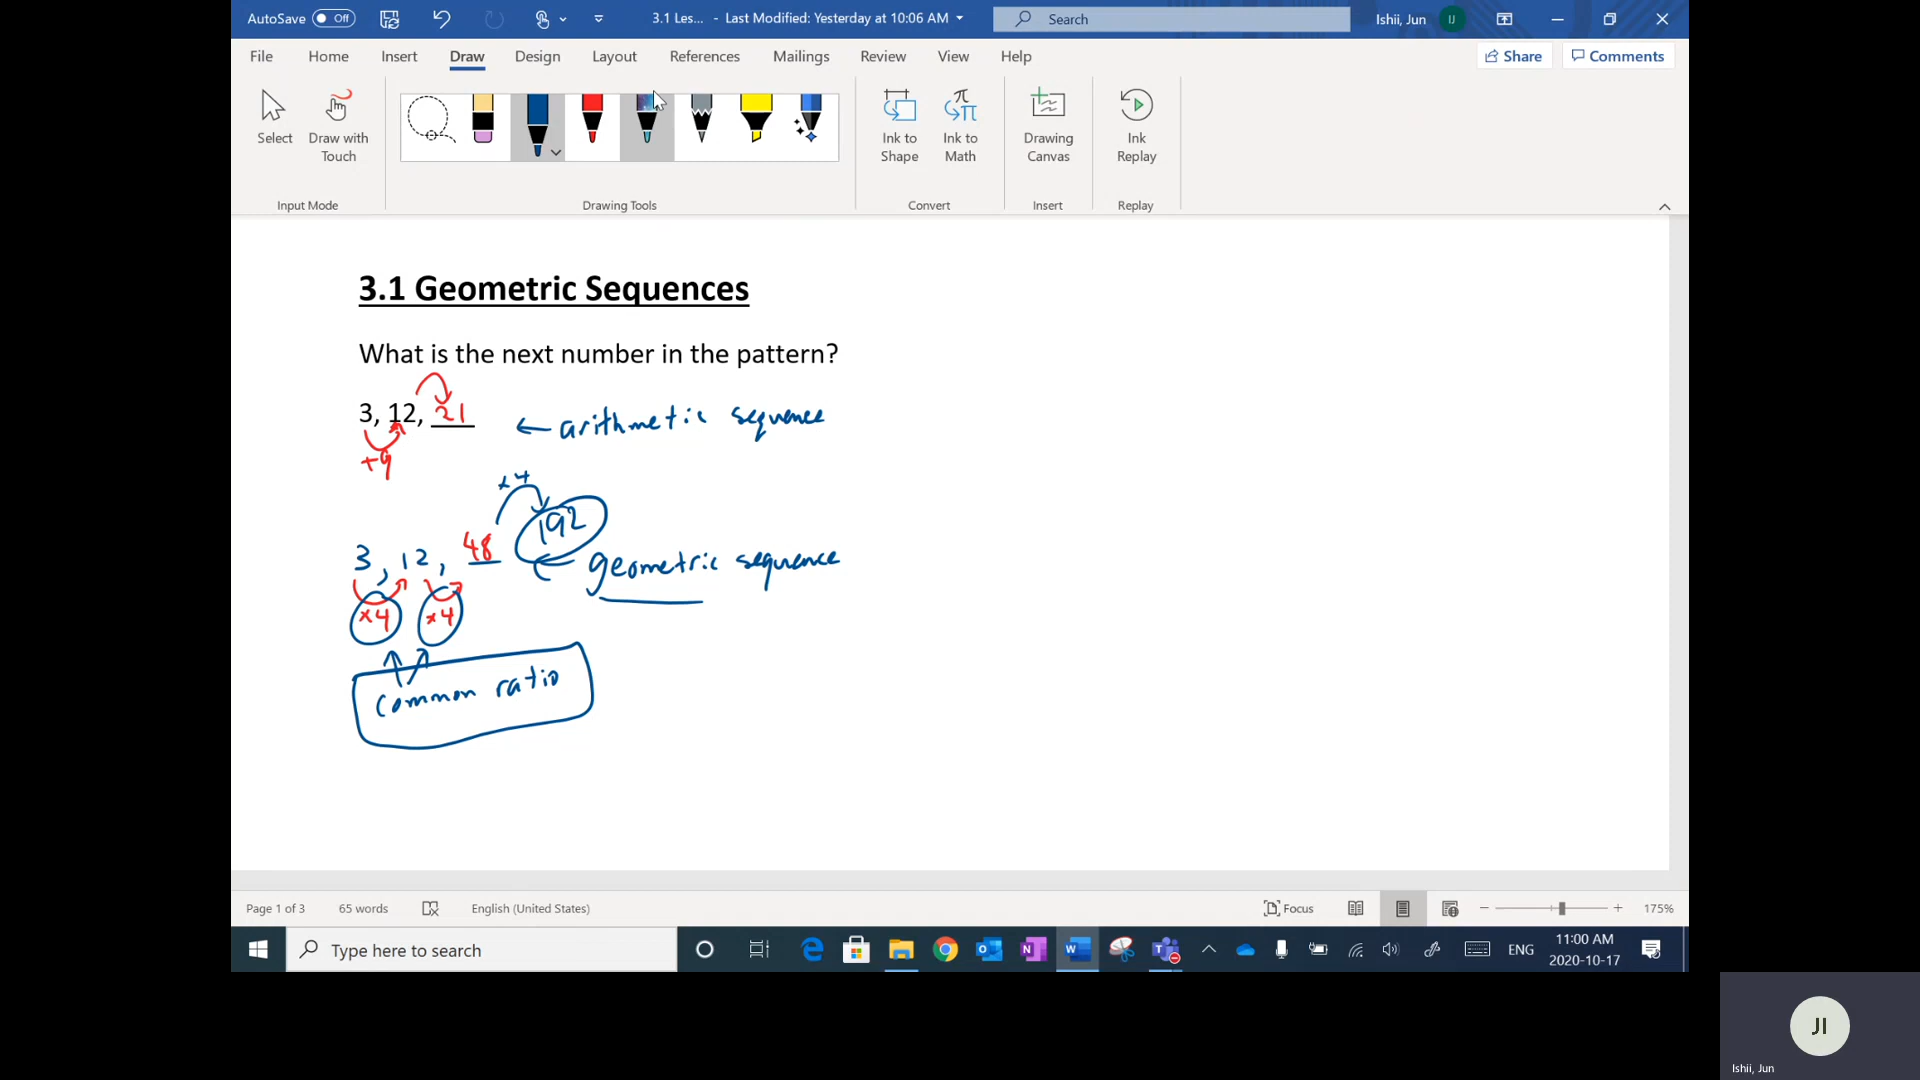 AutoSave Off 3.1 Les... - Last Modified: Yesterday at 10:06 AM Search Ishii, Jun IJ
File Home Insert Draw Design Layout References Mailings Review View Help Share Comments
Select
Draw with Touch
Ink to Shape
Ink to Math
Drawing Canvas
Ink Replay
Input Mode Drawing Tools Convert Insert Replay
3.1 Geometric Sequences
What is the next number in the pattern?
3, 12, 21 ← arithmetic sequence
+9
×4
3, 12, 48 192
← geometric sequence
×4 ×4
common ratio
Page 1 of 3 65 words English (United States) Focus 175%
Type here to search ENG 11:00 AM
2020-10-17
JI
Ishii, Jun